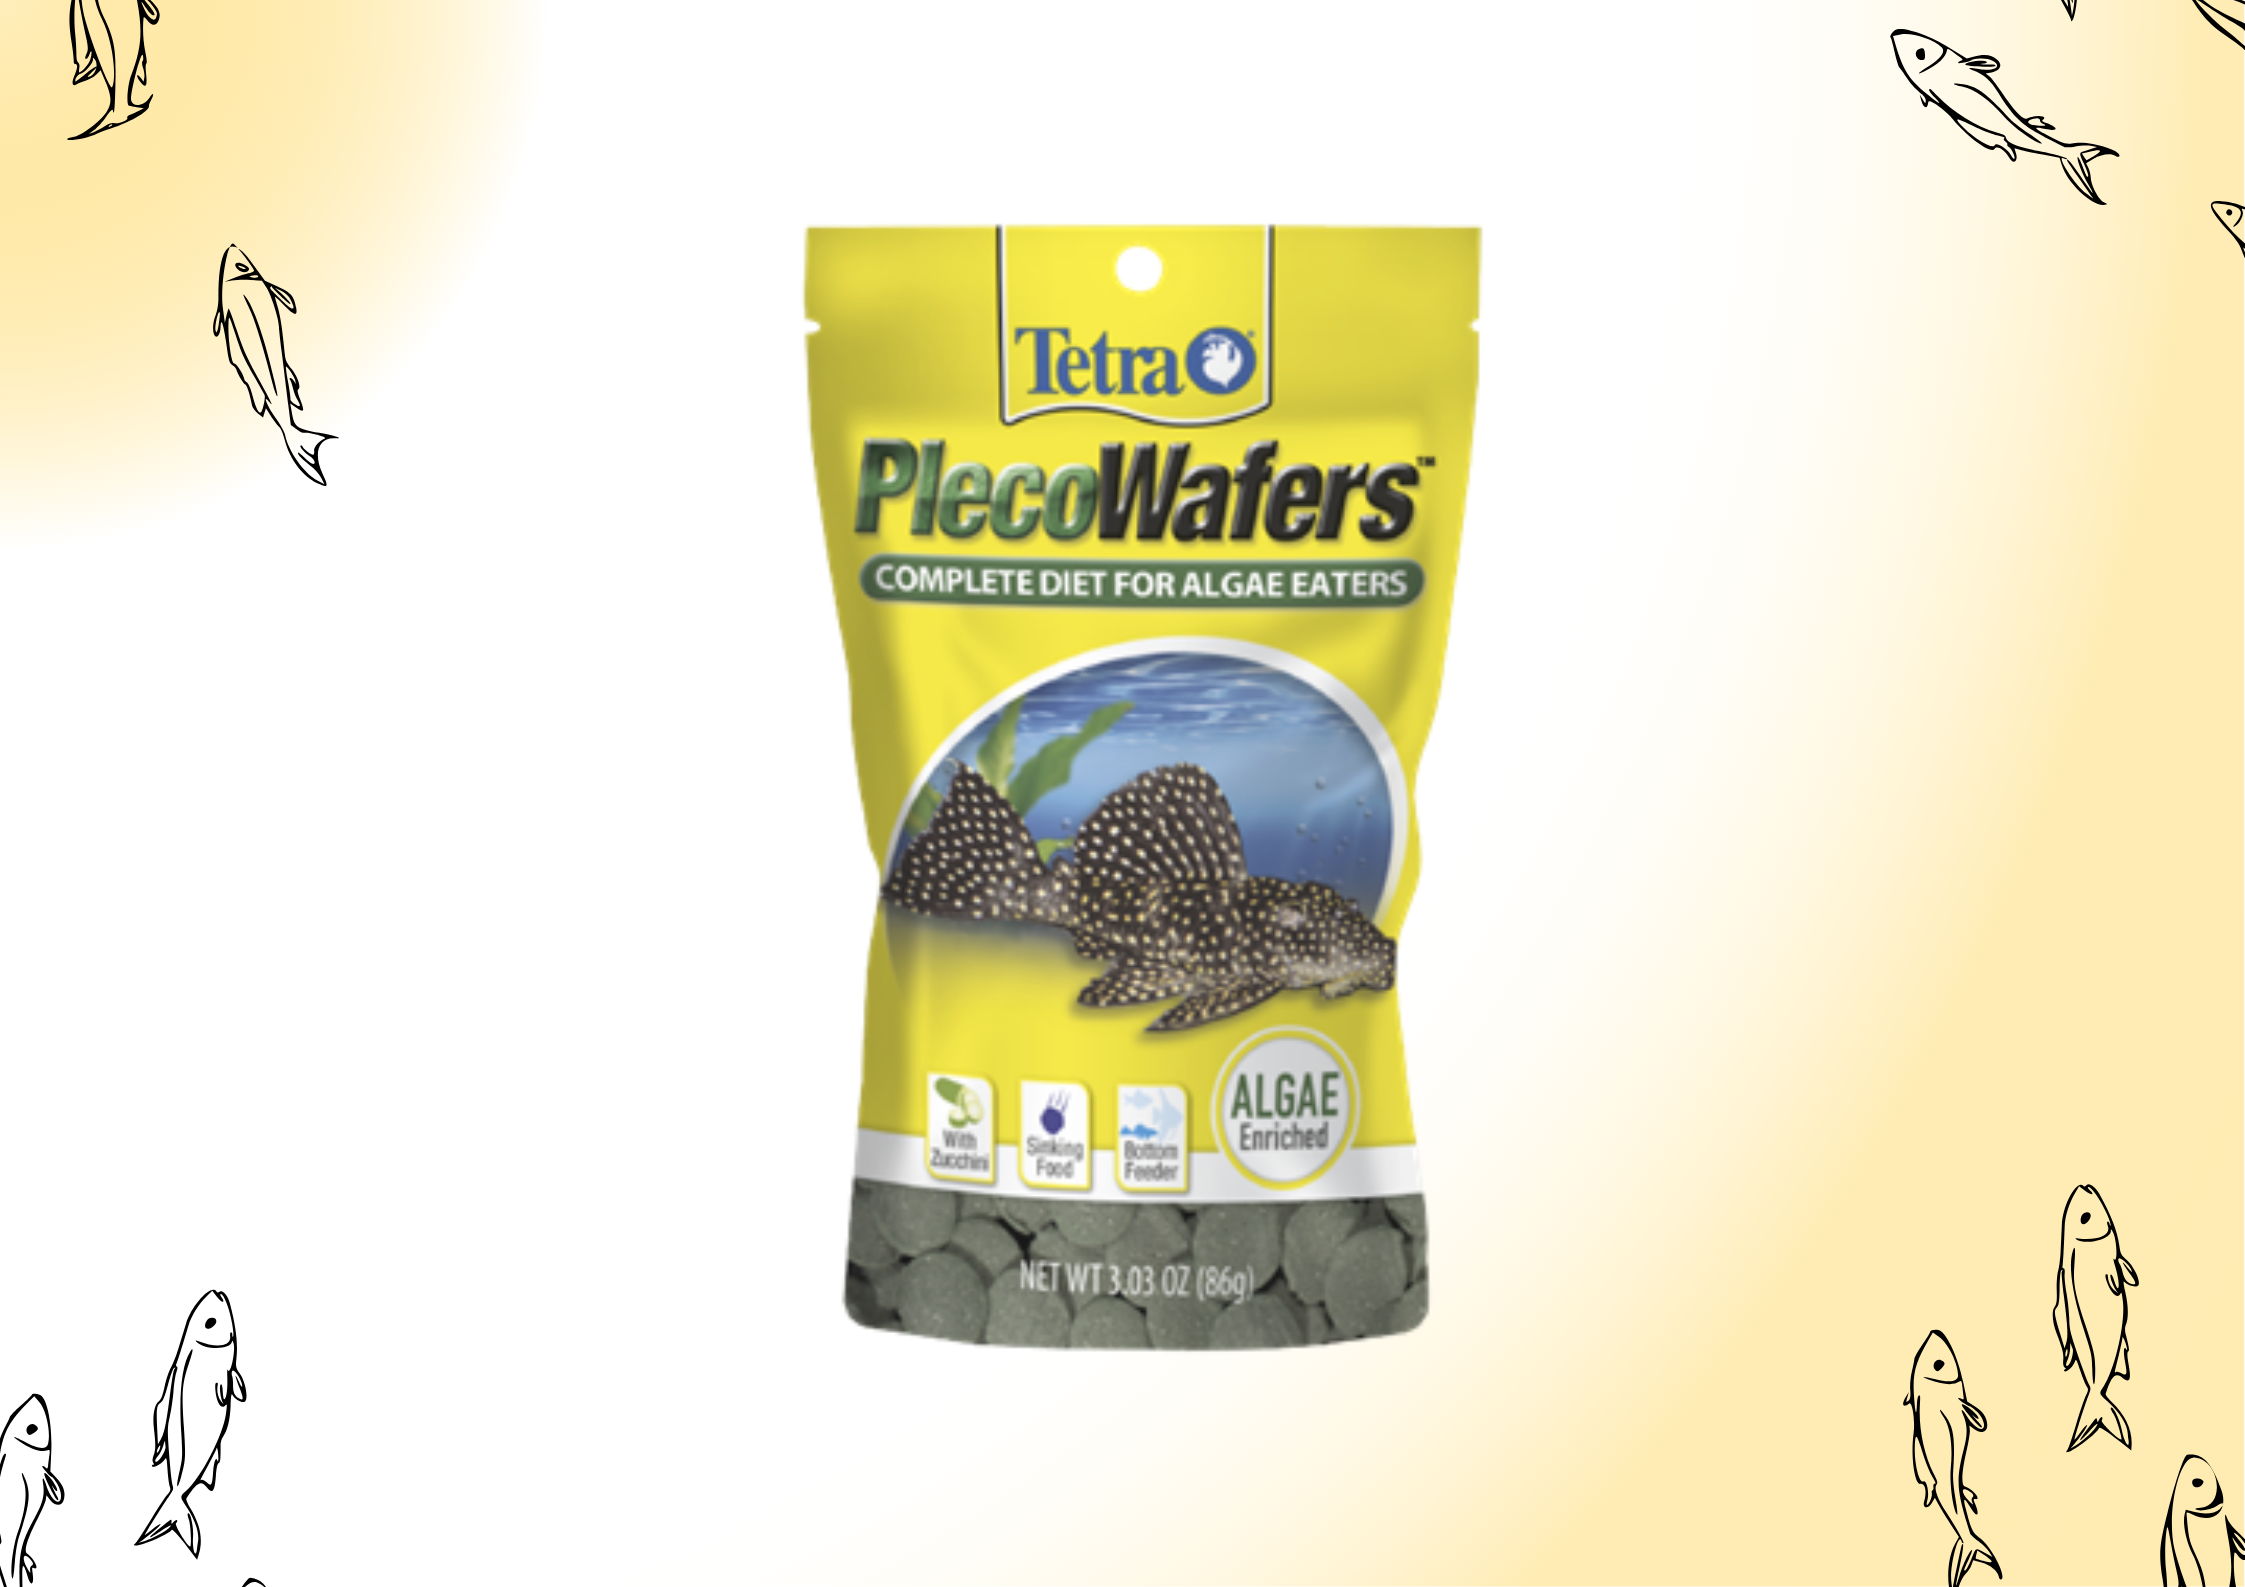 Tetra
PlecoWafers™
COMPLETE DIET FOR ALGAE EATERS
With
Zucchini
Sinking
Food
Bottom
Feeder
ALGAE
Enriched
NET WT 3.03 OZ (86g)